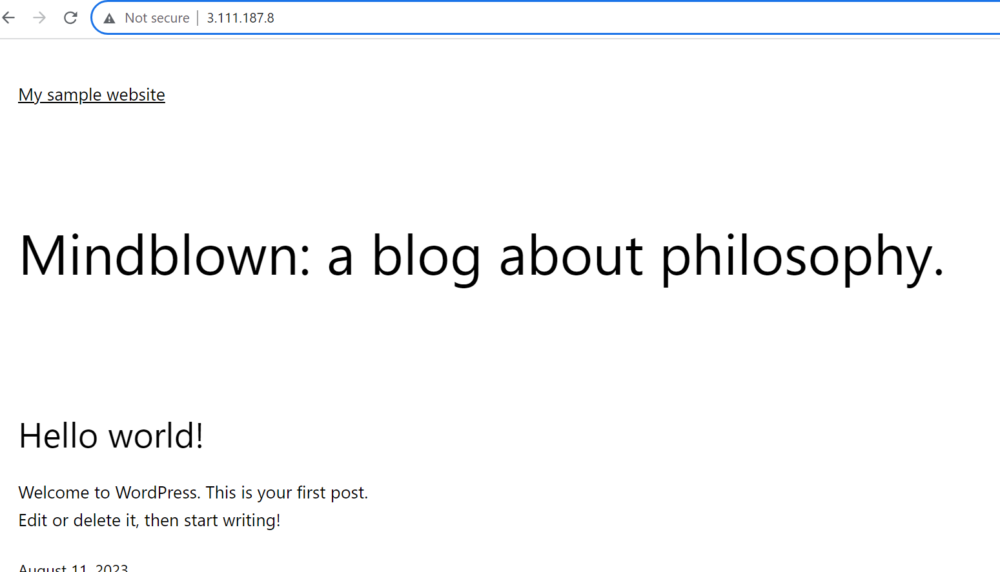 Not secure | 3.111.187.8
My sample website
Mindblown: a blog about philosophy.
Hello world!
Welcome to WordPress. This is your first post.
Edit or delete it, then start writing!
August 11, 2023